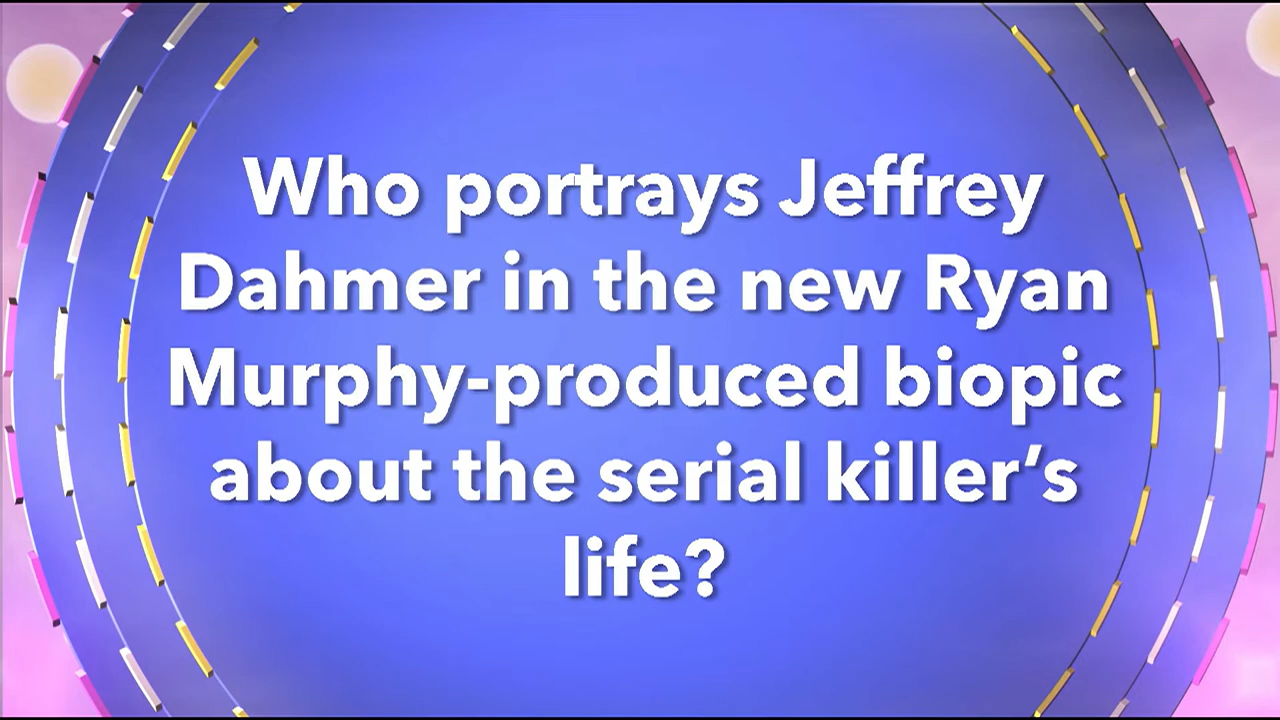 Who portrays Jeffrey
Dahmer in the new Ryan
Murphy-produced biopic
about the serial killer’s
life?